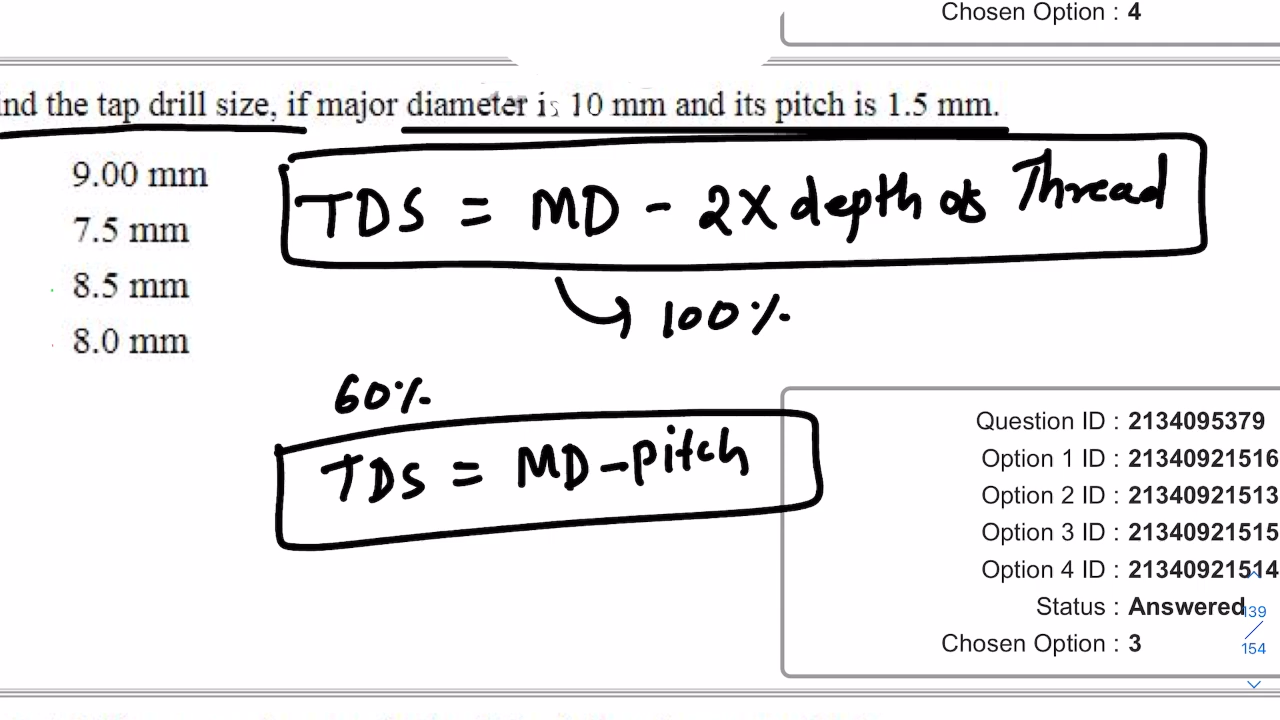 Chosen Option : 4
ind the tap drill size, if major diameter is 10 mm and its pitch is 1.5 mm.
9.00 mm
7.5 mm
8.5 mm
8.0 mm
TDS = MD - 2X depth of Thread
100%
60%
TDS = MD-pitch
Question ID : 2134095379
Option 1 ID : 21340921516
Option 2 ID : 21340921513
Option 3 ID : 21340921515
Option 4 ID : 21340921514
Status : Answered
Chosen Option : 3
139
154